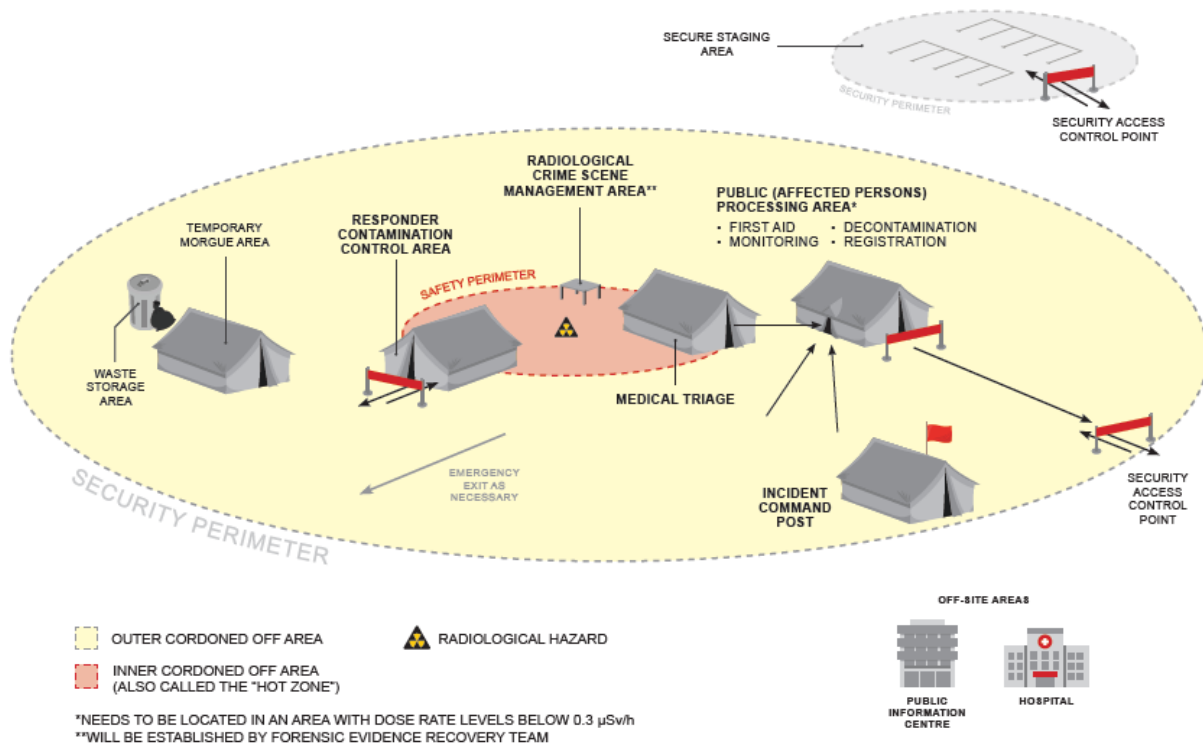 SECURE STAGING
AREA
SECURITY PERIMETER
SECURITY ACCESS
CONTROL POINT
RADIOLOGICAL
CRIME SCENE
MANAGEMENT AREA**
PUBLIC (AFFECTED PERSONS)
PROCESSING AREA*
• FIRST AID • DECONTAMINATION
• MONITORING • REGISTRATION
TEMPORARY
MORGUE AREA
RESPONDER
CONTAMINATION
CONTROL AREA
SAFETY PERIMETER
WASTE
STORAGE
AREA
MEDICAL TRIAGE
EMERGENCY
EXIT AS
NECESSARY
INCIDENT
COMMAND
POST
SECURITY
ACCESS
CONTROL
POINT
SECURITY PERIMETER
OFF-SITE AREAS
PUBLIC
INFORMATION
CENTRE
HOSPITAL
OUTER CORDONED OFF AREA
RADIOLOGICAL HAZARD
INNER CORDONED OFF AREA
(ALSO CALLED THE "HOT ZONE")
*NEEDS TO BE LOCATED IN AN AREA WITH DOSE RATE LEVELS BELOW 0.3 µSv/h
**WILL BE ESTABLISHED BY FORENSIC EVIDENCE RECOVERY TEAM